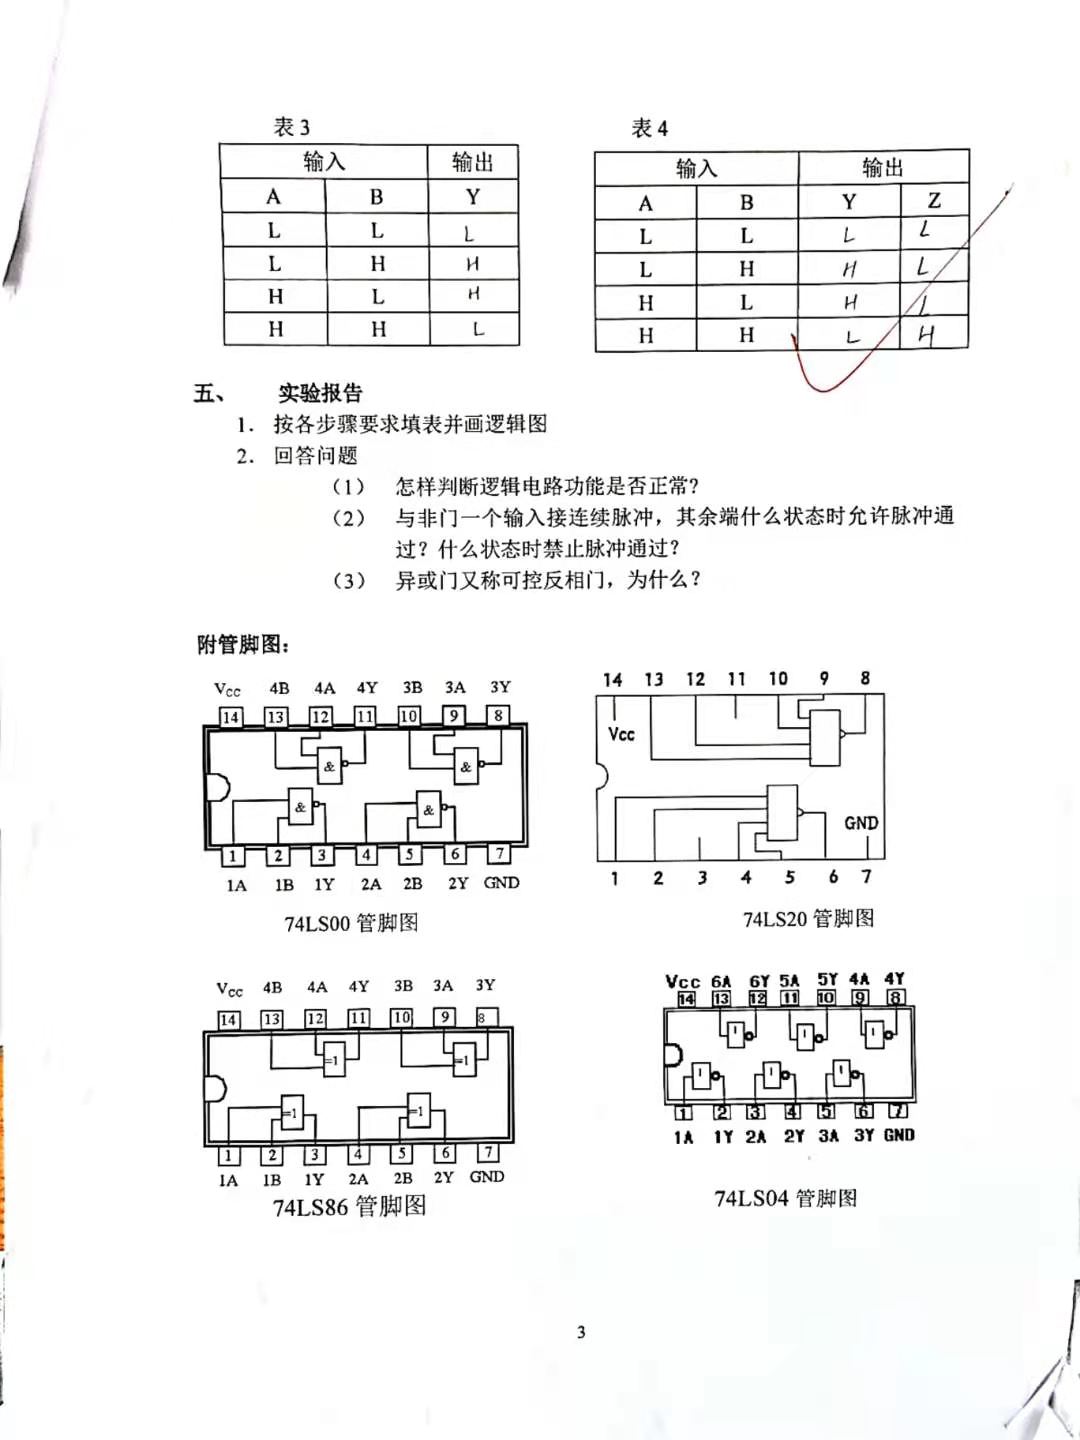 表 3 表 4
输入 输出
A B Y
L L L
L H H
H L H
H H L
输入 输出
A B Y Z
L L L L
L H H L
H L H L
H H L H
五、 实验报告
1. 按各步骤要求填表并画逻辑图
2. 回答问题
(1) 怎样判断逻辑电路功能是否正常?
(2) 与非门一个输入接连续脉冲，其余端什么状态时允许脉冲通
过？什么状态时禁止脉冲通过？
(3) 异或门又称可控反相门，为什么？
附管脚图：
Vcc 4B 4A 4Y 3B 3A 3Y
14 13 12 11 10 9 8
& &
& &
1 2 3 4 5 6 7
1A 1B 1Y 2A 2B 2Y GND
74LS00 管脚图
14 13 12 11 10 9 8
Vcc
GND
1 2 3 4 5 6 7
74LS20 管脚图
Vcc 4B 4A 4Y 3B 3A 3Y
14 13 12 11 10 9 8
=1 =1
=1 =1
1 2 3 4 5 6 7
1A 1B 1Y 2A 2B 2Y GND
74LS86 管脚图
Vcc 6A 6Y 5A 5Y 4A 4Y
14 13 12 11 10 9 8
1 1 1
1 1 1
1 2 3 4 5 6 7
1A 1Y 2A 2Y 3A 3Y GND
74LS04 管脚图
3